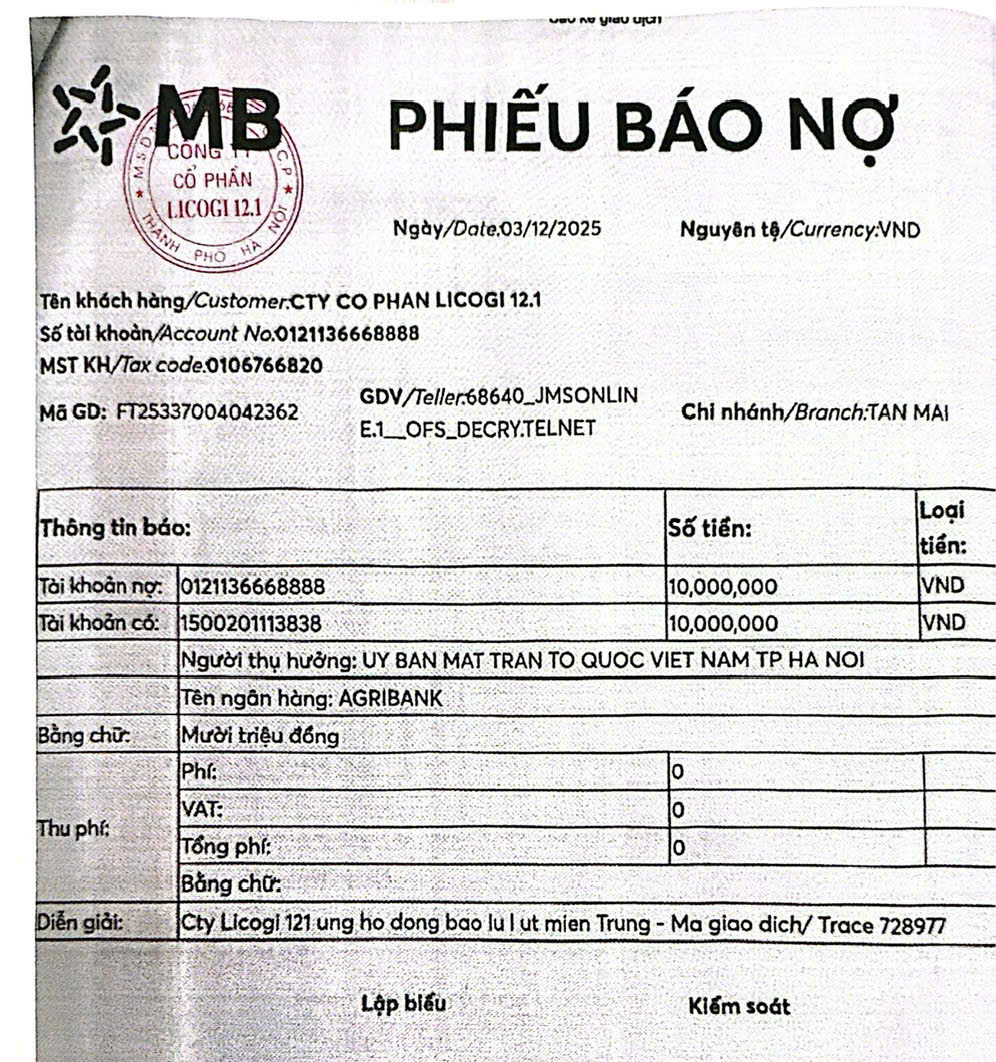 Sao kê giao dịch
MB
PHIẾU BÁO NỢ
CÔNG TY
CỔ PHẦN
LICOGI 12.1
THÀNH PHỐ HÀ NỘI
Ngày/Date:03/12/2025
Nguyên tệ/Currency:VND
Tên khách hàng/Customer:CTY CO PHAN LICOGI 12.1
Số tài khoản/Account No:0121136668888
MST KH/Tax code:0106766820
Mã GD: FT25337004042362
GDV/Teller:68640_JMSONLIN
E.1__OFS_DECRY.TELNET
Chi nhánh/Branch:TAN MAI
Thông tin báo:
Số tiền:
Loại
tiền:
Tài khoản nợ: 0121136668888 10,000,000 VND
Tài khoản có: 1500201113838 10,000,000 VND
Người thụ hưởng: UY BAN MAT TRAN TO QUOC VIET NAM TP HA NOI
Tên ngân hàng: AGRIBANK
Bằng chữ: Mười triệu đồng
Thu phí:
Phí: 0
VAT: 0
Tổng phí: 0
Bằng chữ:
Diễn giải: Cty Licogi 121 ung ho dong bao lu l ut mien Trung - Ma giao dich/ Trace 728977
Lập biểu
Kiểm soát